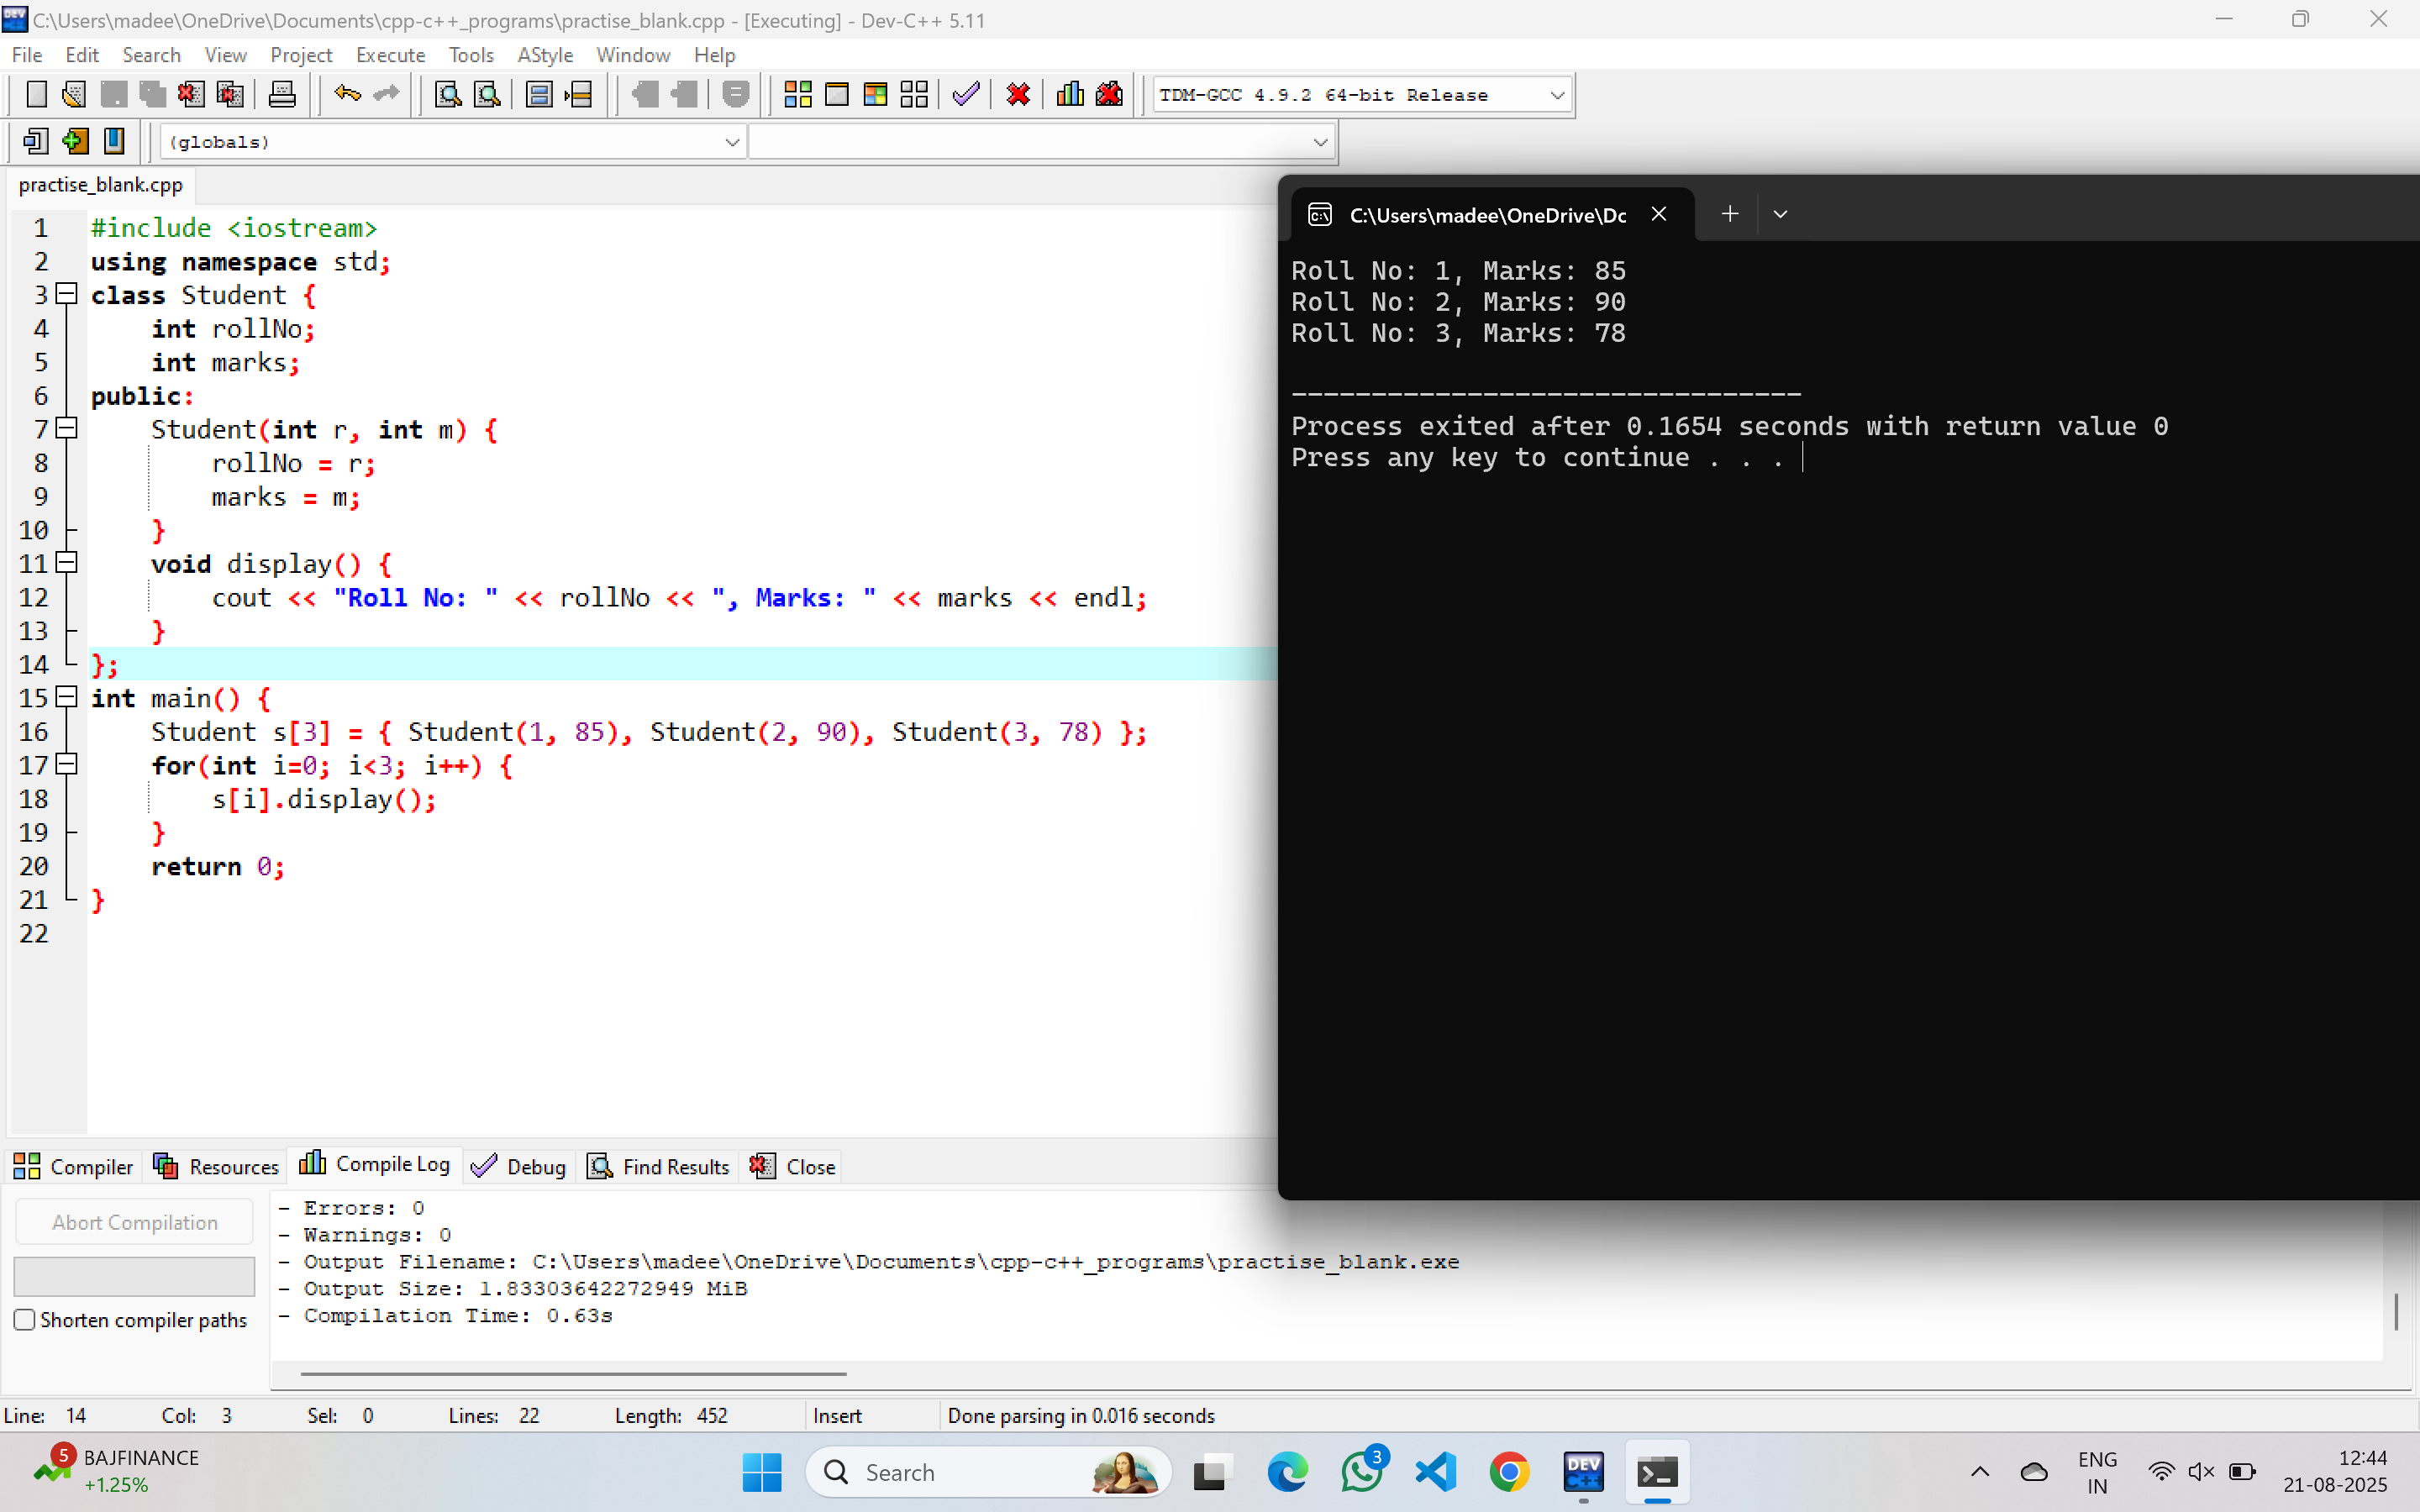 C:\Users\madee\OneDrive\Documents\cpp-c++_programs\practise_blank.cpp - [Executing] - Dev-C++ 5.11
File Edit Search View Project Execute Tools AStyle Window Help
TDM-GCC 4.9.2 64-bit Release
(globals)
practise_blank.cpp
1 #include <iostream>
2 using namespace std;
3 class Student {
4     int rollNo;
5     int marks;
6 public:
7     Student(int r, int m) {
8         rollNo = r;
9         marks = m;
10     }
11     void display() {
12         cout << "Roll No: " << rollNo << ", Marks: " << marks << endl;
13     }
14 };
15 int main() {
16     Student s[3] = { Student(1, 85), Student(2, 90), Student(3, 78) };
17     for(int i=0; i<3; i++) {
18         s[i].display();
19     }
20     return 0;
21 }
22
C:\Users\madee\OneDrive\Dc
Roll No: 1, Marks: 85
Roll No: 2, Marks: 90
Roll No: 3, Marks: 78
--------------------------------
Process exited after 0.1654 seconds with return value 0
Press any key to continue . . .
Compiler Resources Compile Log Debug Find Results Close
Abort Compilation
Shorten compiler paths
- Errors: 0
- Warnings: 0
- Output Filename: C:\Users\madee\OneDrive\Documents\cpp-c++_programs\practise_blank.exe
- Output Size: 1.83303642272949 MiB
- Compilation Time: 0.63s
Line: 14 Col: 3 Sel: 0 Lines: 22 Length: 452 Insert Done parsing in 0.016 seconds
5
BAJFINANCE
+1.25%
Search
3
DEV
C++
ENG
IN
12:44
21-08-2025